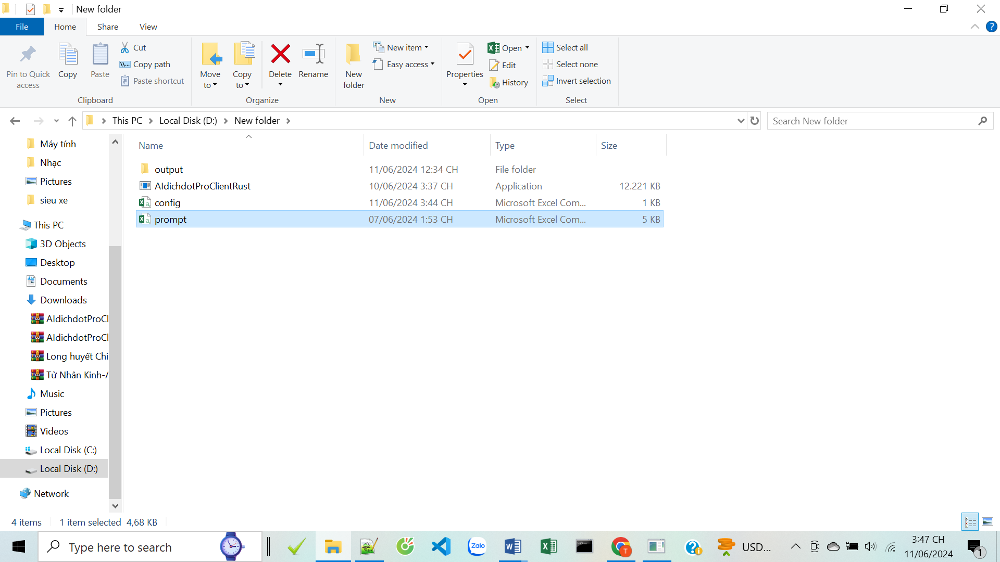 New folder
File Home Share View
Pin to Quick access
Copy
Paste
Cut
Copy path
Paste shortcut
Clipboard
Move to
Copy to
Delete
Rename
Organize
New folder
New item
Easy access
New
Properties
Open
Edit
History
Open
Select all
Select none
Invert selection
Select
This PC Local Disk (D:) New folder
Search New folder
Name Date modified Type Size
output 11/06/2024 12:34 CH File folder
AIdichdotProClientRust 10/06/2024 3:37 CH Application 12.221 KB
config 11/06/2024 3:44 CH Microsoft Excel Com... 1 KB
prompt 07/06/2024 1:53 CH Microsoft Excel Com... 5 KB
Máy tính
Nhạc
Pictures
sieu xe
This PC
3D Objects
Desktop
Documents
Downloads
AIdichdotProCl
AIdichdotProCl
Long huyết Chi
Tử Nhân Kinh-A
Music
Pictures
Videos
Local Disk (C:)
Local Disk (D:)
Network
4 items 1 item selected 4,68 KB
Type here to search
Zalo
T
USD...
3:47 CH
11/06/2024
1